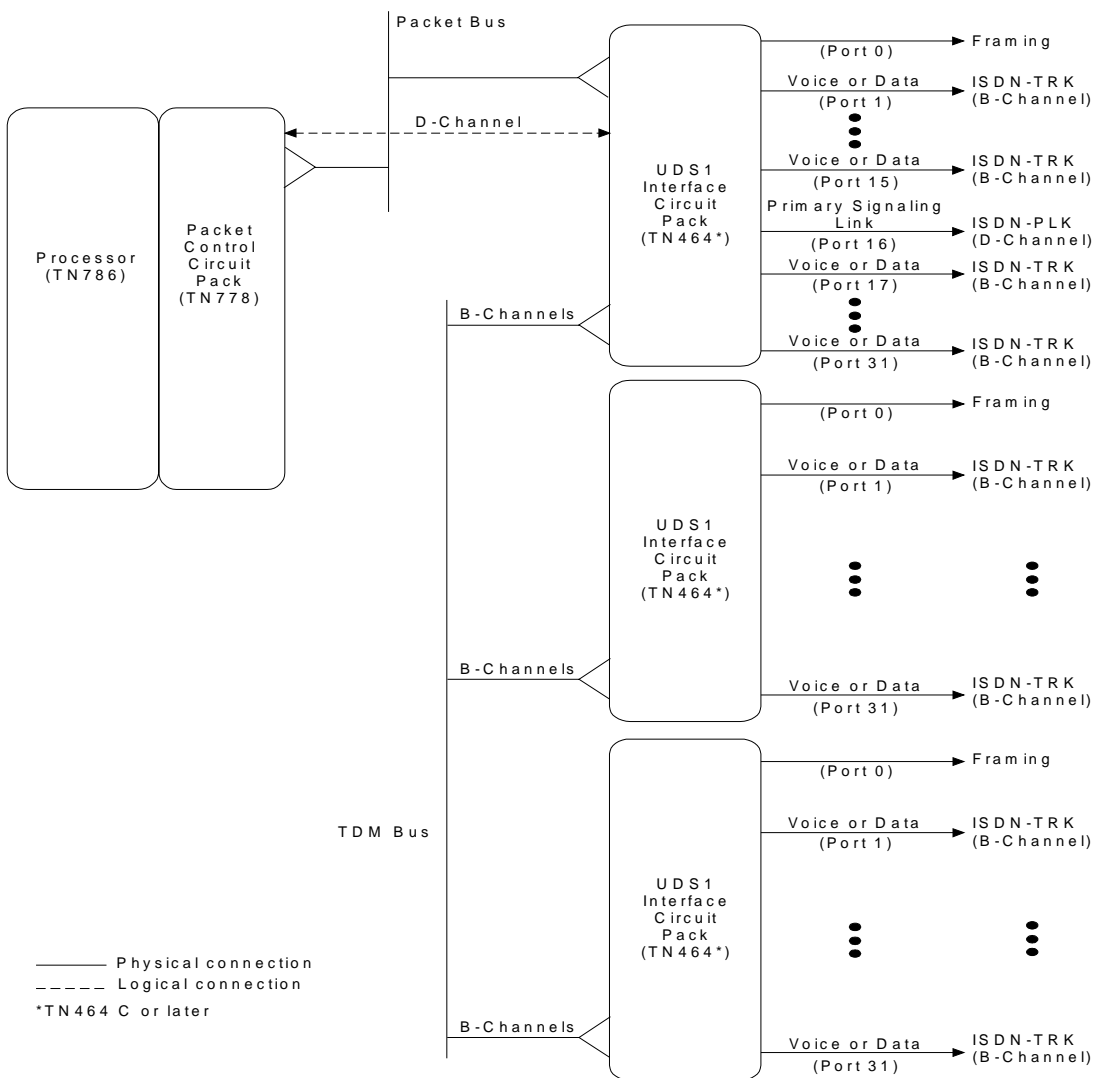 Packet Bus
D-Channel
Processor
(TN786)
Packet
Control
Circuit
Pack
(TN778)
UDS1
Interface
Circuit
Pack
(TN464*)
(Port 0)
Framing
Voice or Data
(Port 1)
ISDN-TRK
(B-Channel)
Voice or Data
(Port 15)
ISDN-TRK
(B-Channel)
Primary Signaling
Link
(Port 16)
ISDN-PLK
(D-Channel)
Voice or Data
(Port 17)
ISDN-TRK
(B-Channel)
Voice or Data
(Port 31)
ISDN-TRK
(B-Channel)
B-Channels
UDS1
Interface
Circuit
Pack
(TN464*)
(Port 0)
Framing
Voice or Data
(Port 1)
ISDN-TRK
(B-Channel)
B-Channels
Voice or Data
(Port 31)
ISDN-TRK
(B-Channel)
TDM Bus
UDS1
Interface
Circuit
Pack
(TN464*)
(Port 0)
Framing
Voice or Data
(Port 1)
ISDN-TRK
(B-Channel)
B-Channels
Voice or Data
(Port 31)
ISDN-TRK
(B-Channel)
Physical connection
Logical connection
*TN464 C or later